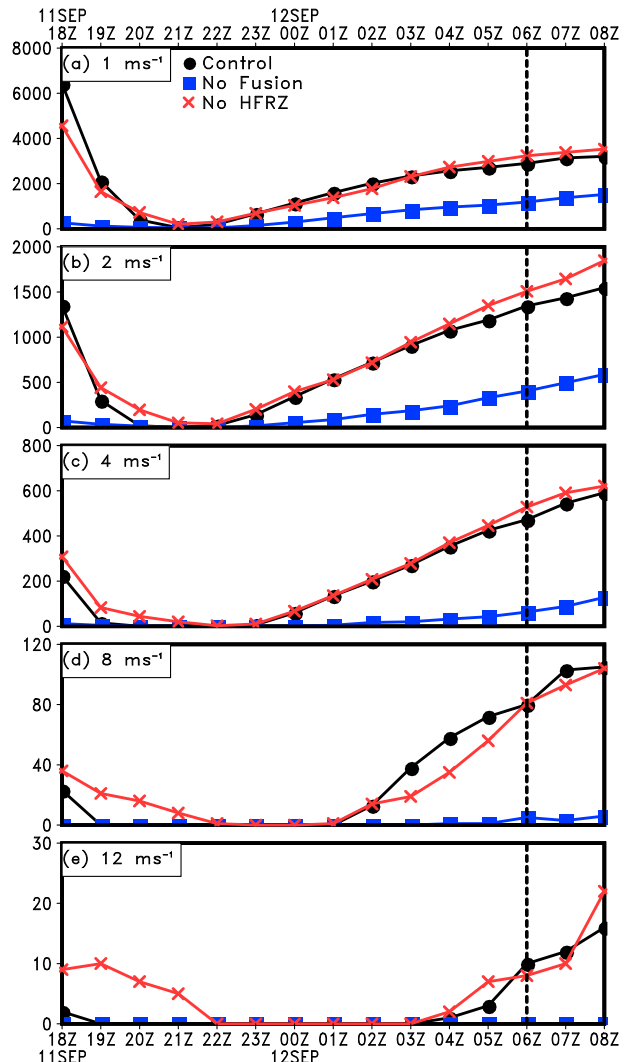 11SEP 12SEP
18Z 19Z 20Z 21Z 22Z 23Z 00Z 01Z 02Z 03Z 04Z 05Z 06Z 07Z 08Z
8000
(a) 1 ms⁻¹
Control
No Fusion
No HFRZ
6000
4000
2000
0
2000
(b) 2 ms⁻¹
1500
1000
500
0
800
(c) 4 ms⁻¹
600
400
200
0
120
(d) 8 ms⁻¹
80
40
0
30
(e) 12 ms⁻¹
20
10
0
18Z 19Z 20Z 21Z 22Z 23Z 00Z 01Z 02Z 03Z 04Z 05Z 06Z 07Z 08Z
11SEP 12SEP